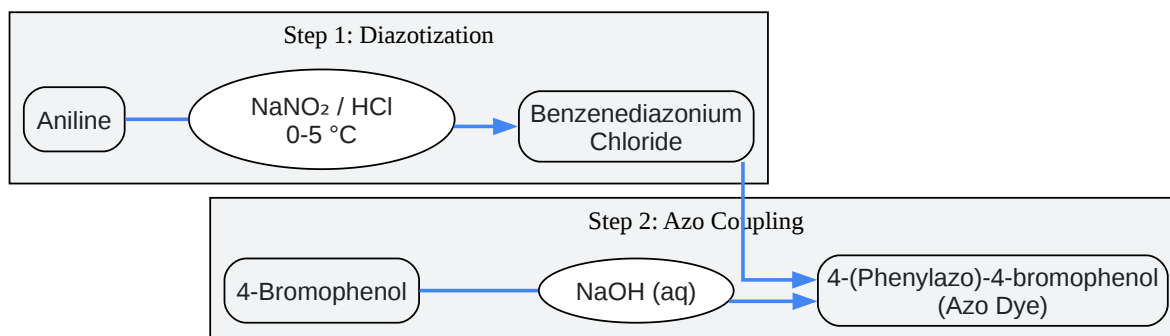 Step 1: Diazotization
Aniline
NaNO₂ / HCl
0-5 °C
Benzenediazonium
Chloride
Step 2: Azo Coupling
4-Bromophenol
NaOH (aq)
4-(Phenylazo)-4-bromophenol
(Azo Dye)